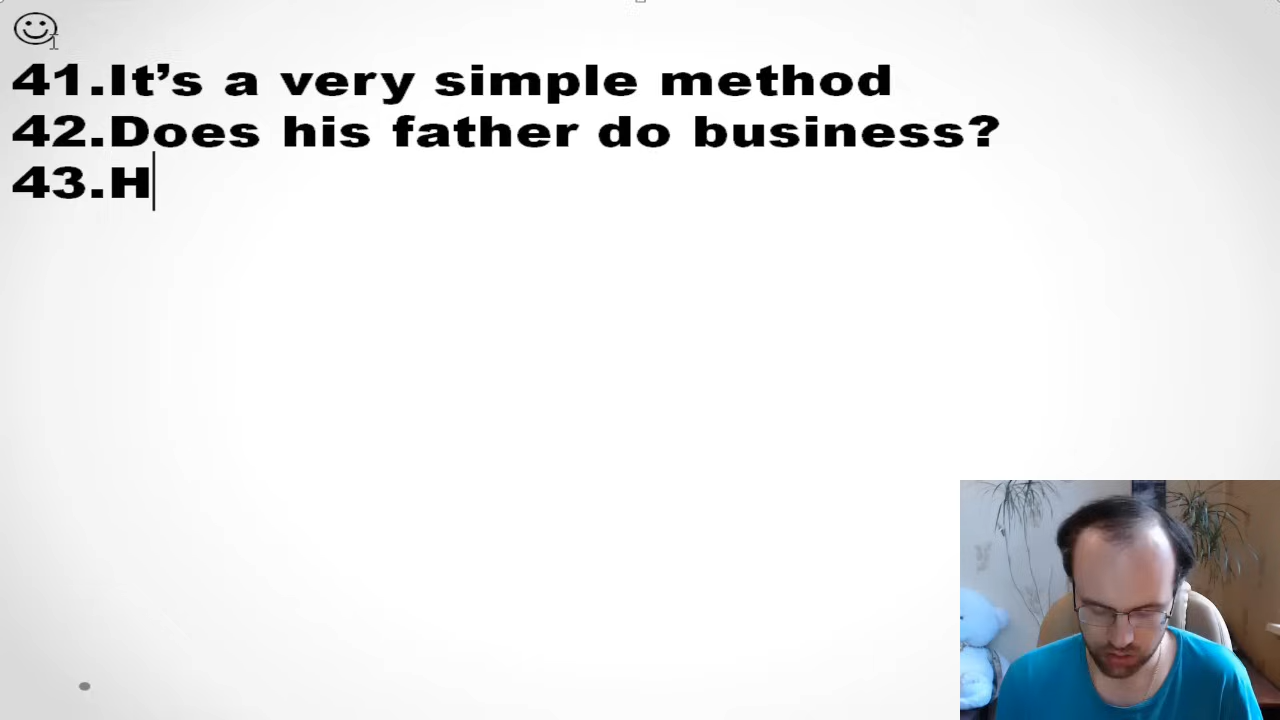 41.It’s a very simple method
42.Does his father do business?
43.H